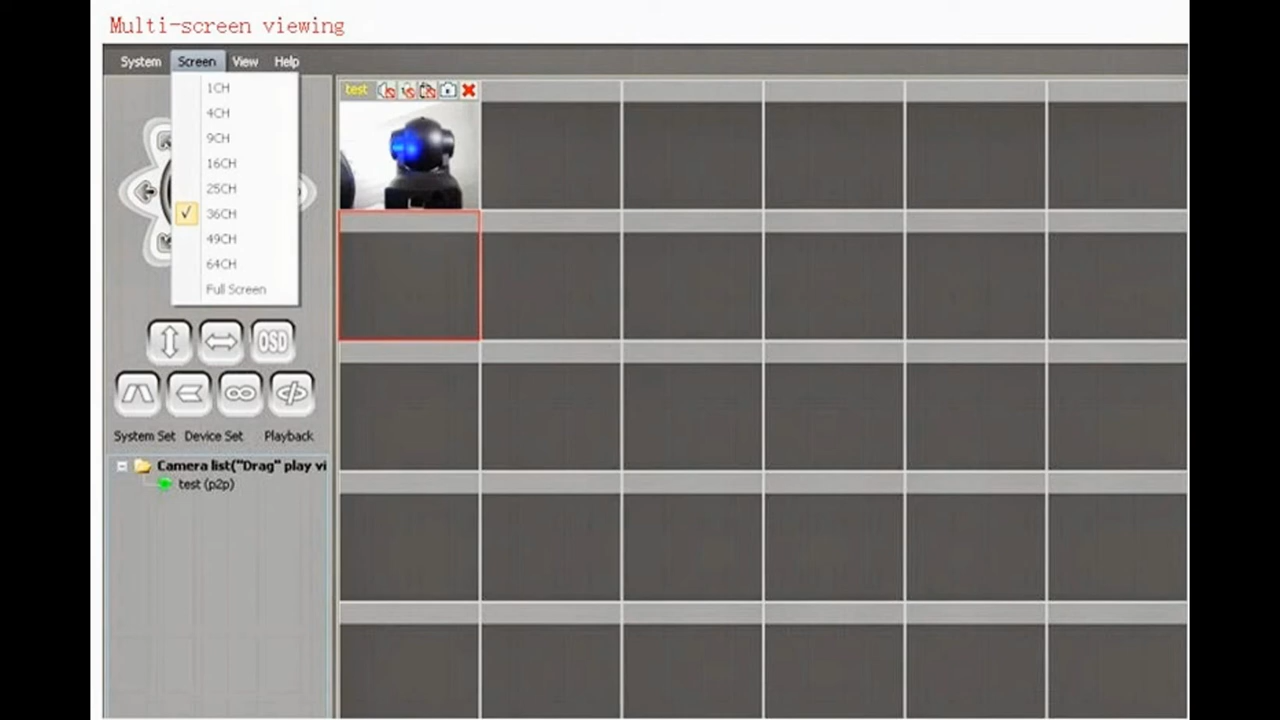 Multi-screen viewing
System Screen View Help
1CH
4CH
9CH
16CH
25CH
36CH
49CH
64CH
Full Screen
test
OSD
System Set Device Set Playback
Camera list("Drag" play vi
test (p2p)